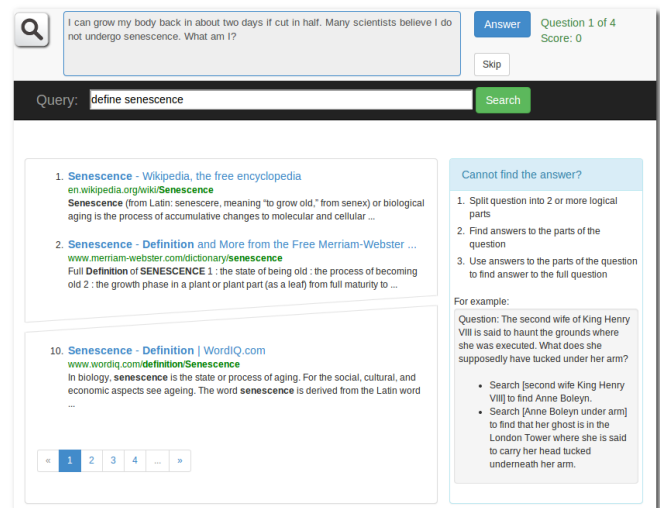 I can grow my body back in about two days if cut in half. Many scientists believe I do
not undergo senescence. What am I?
Answer
Question 1 of 4
Score: 0
Skip
Query:
define senescence
Search
1. Senescence - Wikipedia, the free encyclopedia
en.wikipedia.org/wiki/Senescence
Senescence (from Latin: senescere, meaning “to grow old,” from senex) or biological
aging is the process of accumulative changes to molecular and cellular ...
2. Senescence - Definition and More from the Free Merriam-Webster ...
www.merriam-webster.com/dictionary/senescence
Full Definition of SENESCENCE 1 : the state of being old : the process of becoming
old 2 : the growth phase in a plant or plant part (as a leaf) from full maturity to ...
10. Senescence - Definition | WordIQ.com
www.wordiq.com/definition/Senescence
In biology, senescence is the state or process of aging. For the social, cultural, and
economic aspects see ageing. The word senescence is derived from the Latin word
...
« 1 2 3 4 ... »
Cannot find the answer?
1. Split question into 2 or more logical
parts
2. Find answers to the parts of the
question
3. Use answers to the parts of the question
to find answer to the full question
For example:
Question: The second wife of King Henry
VIII is said to haunt the grounds where
she was executed. What does she
supposedly have tucked under her arm?
• Search [second wife King Henry
VIII] to find Anne Boleyn.
• Search [Anne Boleyn under arm]
to find that her ghost is in the
London Tower where she is said
to carry her head tucked
underneath her arm.